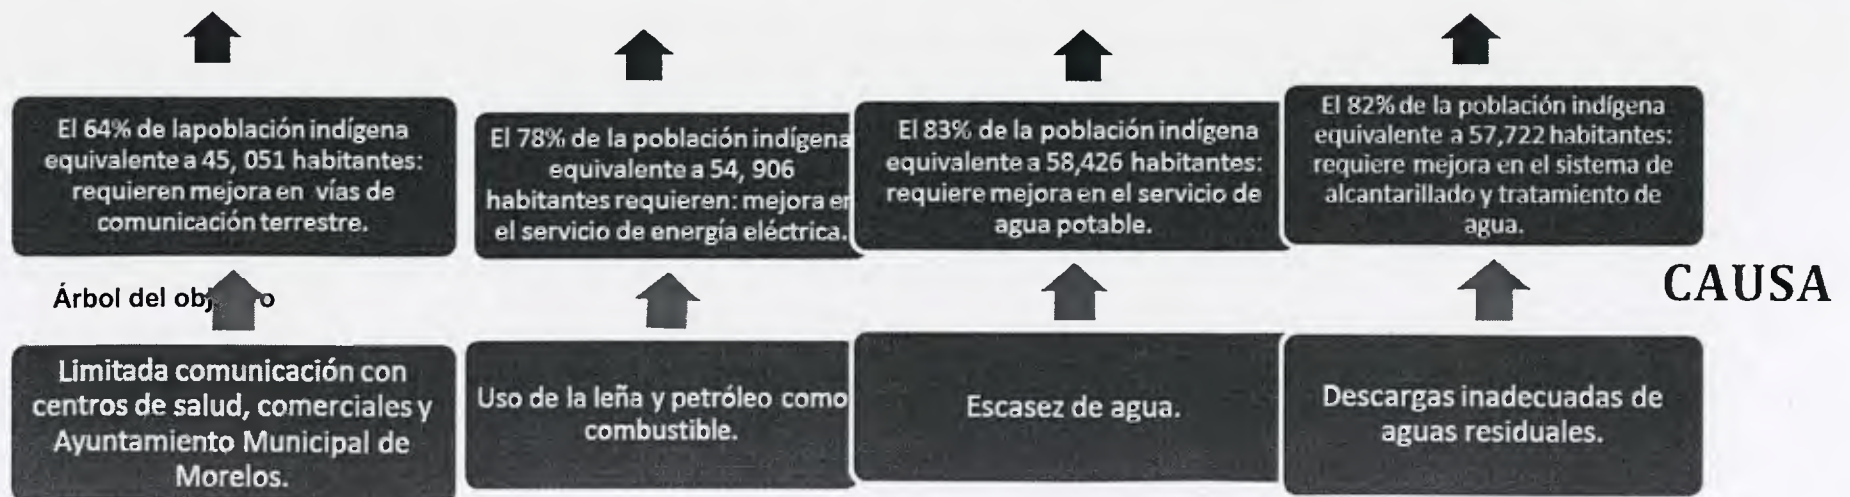 El 64% de lapoblación indígena
equivalente a 45, 051 habitantes:
requieren mejora en vías de
comunicación terrestre.
El 78% de la población indígena
equivalente a 54, 906
habitantes requieren: mejora en
el servicio de energía eléctrica.
El 83% de la población indígena
equivalente a 58,426 habitantes:
requiere mejora en el servicio de
agua potable.
El 82% de la población indígena
equivalente a 57,722 habitantes:
requiere mejora en el sistema de
alcantarillado y tratamiento de
agua.
Árbol del
CAUSA
Limitada comunicación con
centros de salud, comerciales y
Ayuntamiento Municipal de
Morelos.
Uso de la leña y petróleo como
combustible.
Escasez de agua.
Descargas inadecuadas de
aguas residuales.